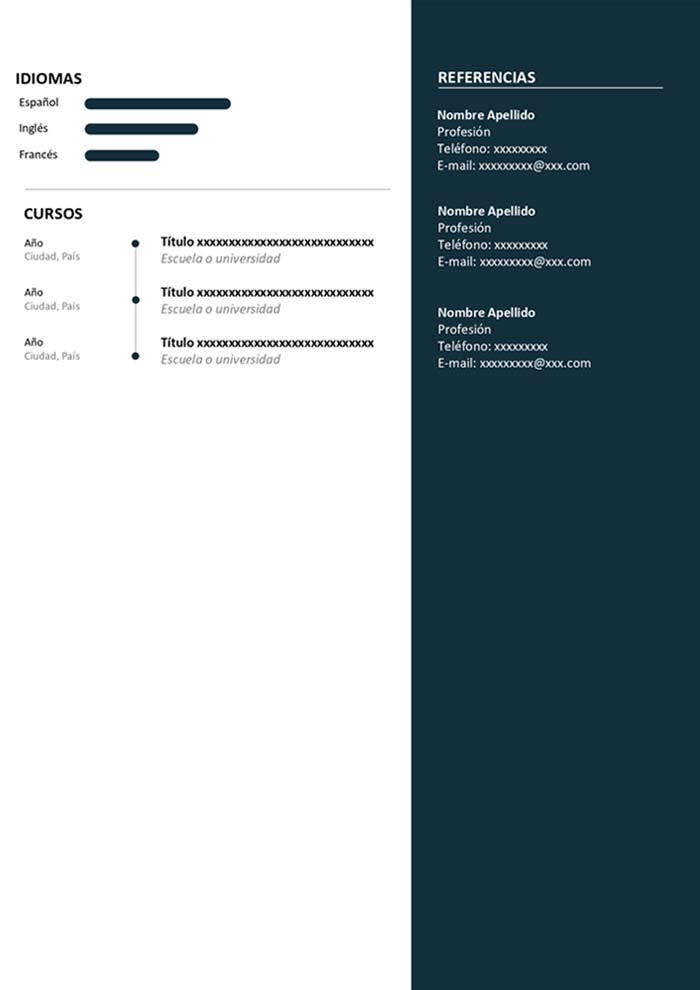 IDIOMAS
Español
Inglés
Francés
CURSOS
Año
Ciudad, País
Título xxxxxxxxxxxxxxxxxxxxxxxxxxxx
Escuela o universidad
Año
Ciudad, País
Título xxxxxxxxxxxxxxxxxxxxxxxxxxxx
Escuela o universidad
Año
Ciudad, País
Título xxxxxxxxxxxxxxxxxxxxxxxxxxxx
Escuela o universidad
REFERENCIAS
Nombre Apellido
Profesión
Teléfono: xxxxxxxxx
E-mail: xxxxxxxxx@xxx.com
Nombre Apellido
Profesión
Teléfono: xxxxxxxxx
E-mail: xxxxxxxxx@xxx.com
Nombre Apellido
Profesión
Teléfono: xxxxxxxxx
E-mail: xxxxxxxxx@xxx.com